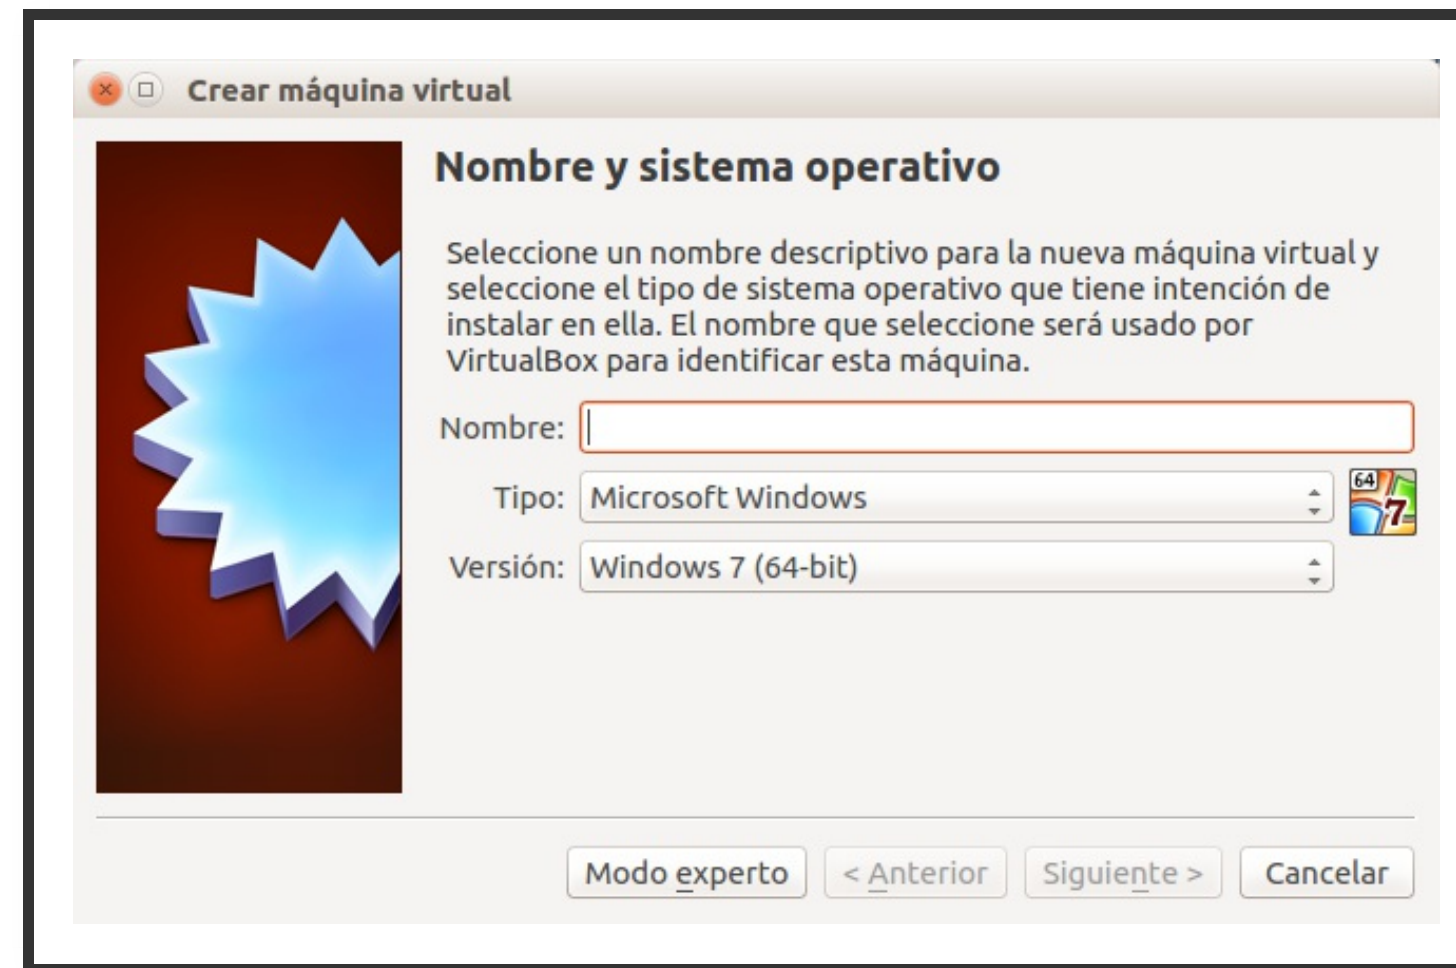 Crear máquina virtual
Nombre y sistema operativo
Seleccione un nombre descriptivo para la nueva máquina virtual y
seleccione el tipo de sistema operativo que tiene intención de
instalar en ella. El nombre que seleccione será usado por
VirtualBox para identificar esta máquina.
Nombre:
Tipo: Microsoft Windows
64
7
Versión: Windows 7 (64-bit)
Modo experto < Anterior Siguiente > Cancelar